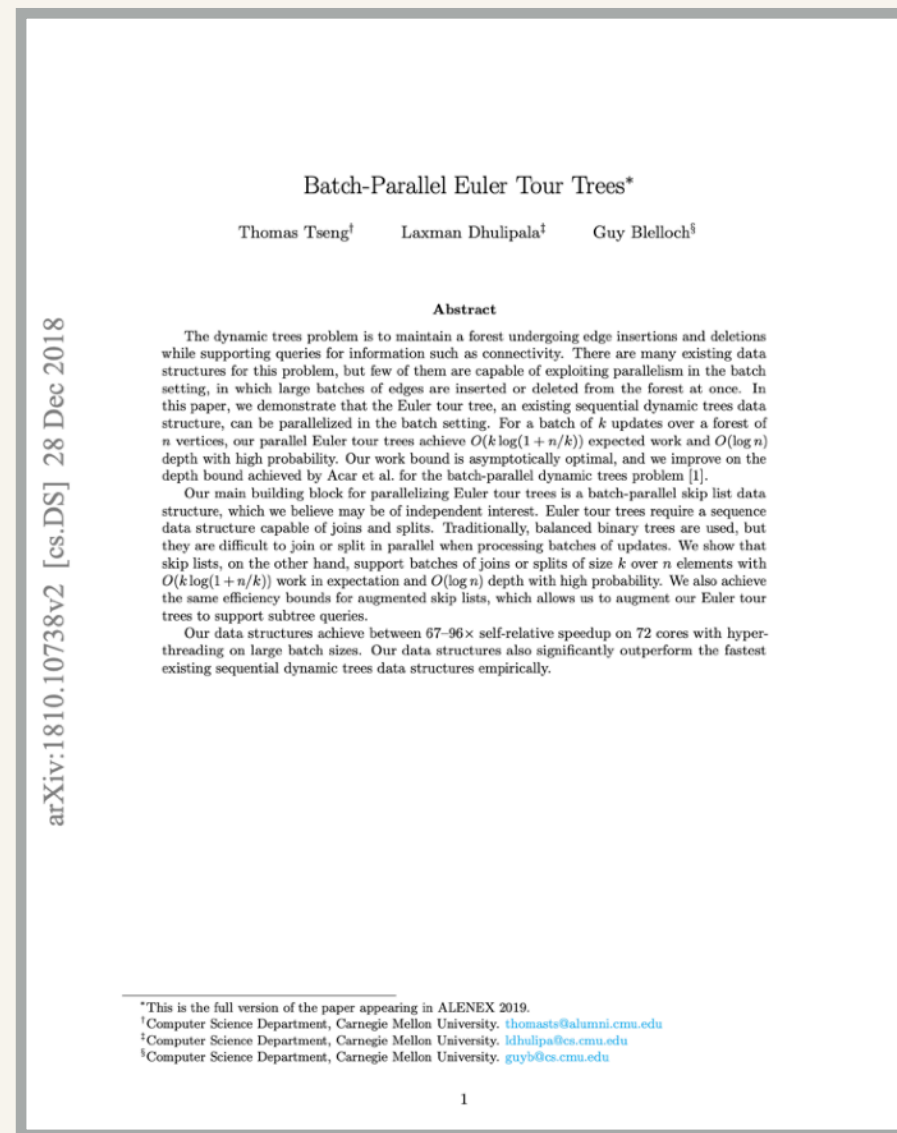 Batch-Parallel Euler Tour Trees*
Thomas Tseng† Laxman Dhulipala‡ Guy Blelloch§
Abstract
The dynamic trees problem is to maintain a forest undergoing edge insertions and deletions
while supporting queries for information such as connectivity. There are many existing data
structures for this problem, but few of them are capable of exploiting parallelism in the batch
setting, in which large batches of edges are inserted or deleted from the forest at once. In
this paper, we demonstrate that the Euler tour tree, an existing sequential dynamic trees data
structure, can be parallelized in the batch setting. For a batch of k updates over a forest of
n vertices, our parallel Euler tour trees achieve O(k log(1 + n/k)) expected work and O(log n)
depth with high probability. Our work bound is asymptotically optimal, and we improve on the
depth bound achieved by Acar et al. for the batch-parallel dynamic trees problem [1].
Our main building block for parallelizing Euler tour trees is a batch-parallel skip list data
structure, which we believe may be of independent interest. Euler tour trees require a sequence
data structure capable of joins and splits. Traditionally, balanced binary trees are used, but
they are difficult to join or split in parallel when processing batches of updates. We show that
skip lists, on the other hand, support batches of joins or splits of size k over n elements with
O(k log(1 + n/k)) work in expectation and O(log n) depth with high probability. We also achieve
the same efficiency bounds for augmented skip lists, which allows us to augment our Euler tour
trees to support subtree queries.
Our data structures achieve between 67–96× self-relative speedup on 72 cores with hyper-
threading on large batch sizes. Our data structures also significantly outperform the fastest
existing sequential dynamic trees data structures empirically.
arXiv:1810.10738v2 [cs.DS] 28 Dec 2018
*This is the full version of the paper appearing in ALENEX 2019.
†Computer Science Department, Carnegie Mellon University. thomasts@alumni.cmu.edu
‡Computer Science Department, Carnegie Mellon University. ldhulipa@cs.cmu.edu
§Computer Science Department, Carnegie Mellon University. guyb@cs.cmu.edu
1